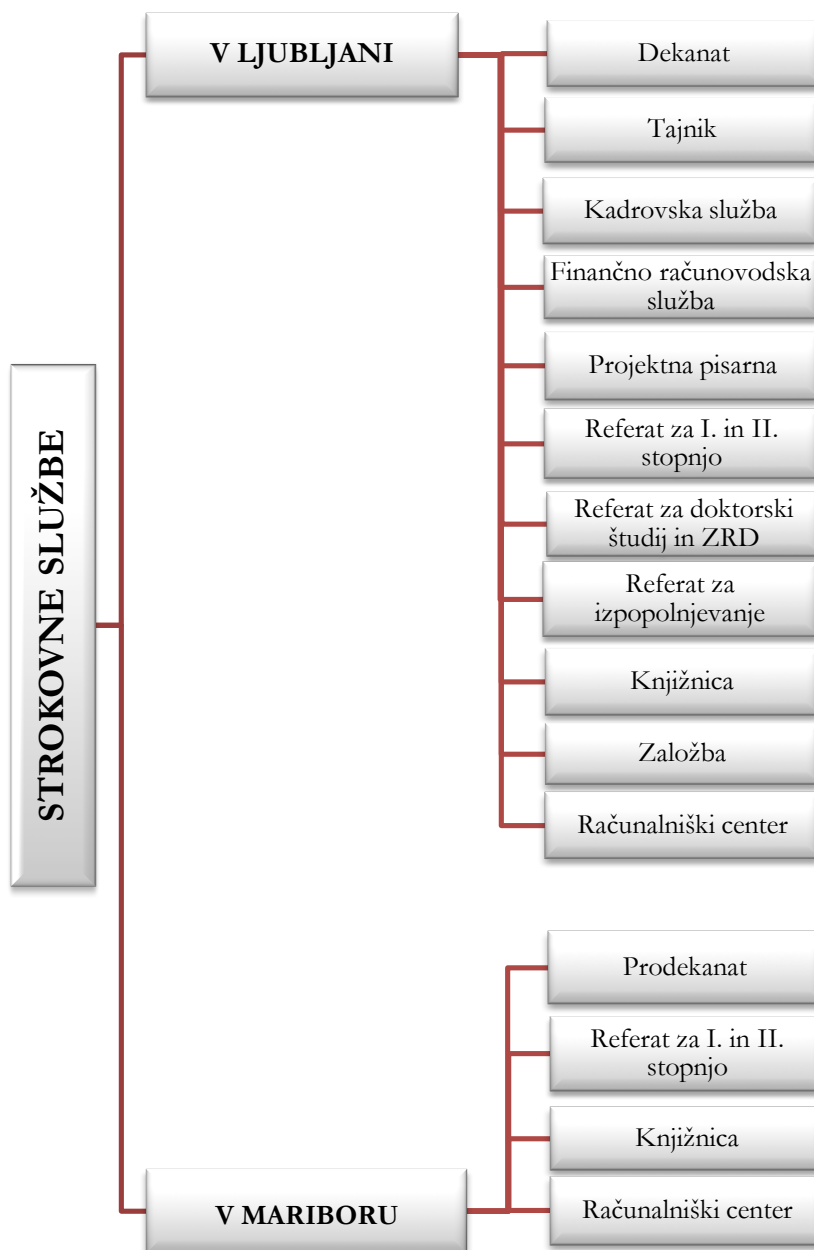 STROKOVNE SLUŽBE
V LJUBLJANI
Dekanat
Tajnik
Kadrovska služba
Finančno računovodska
služba
Projektna pisarna
Referat za I. in II.
stopnjo
Referat za doktorski
študij in ZRD
Referat za
izpopolnjevanje
Knjižnica
Založba
Računalniški center
V MARIBORU
Prodekanat
Referat za I. in II.
stopnjo
Knjižnica
Računalniški center